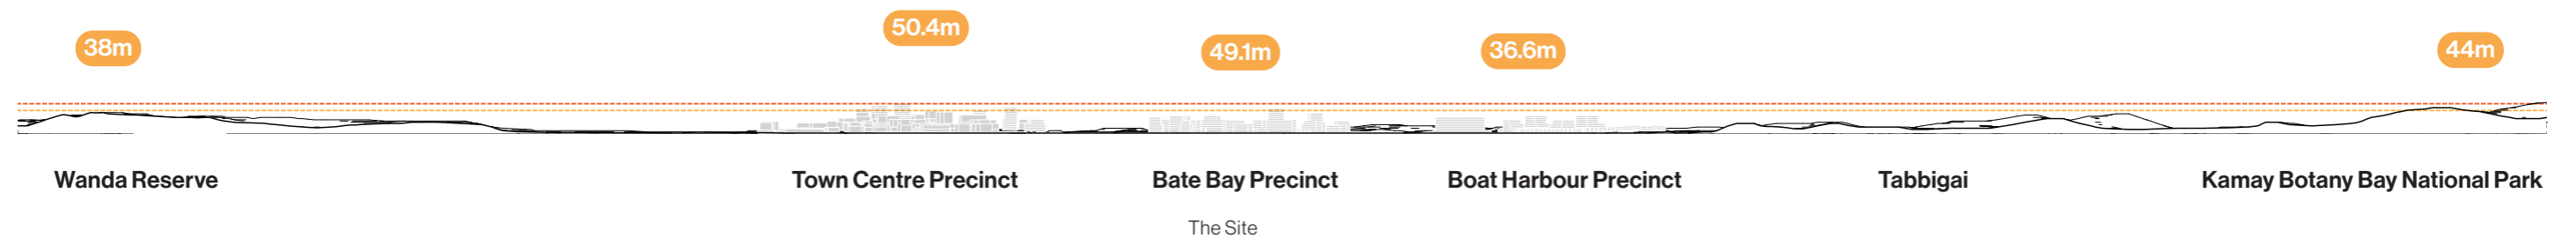 38m
50.4m
49.1m
36.6m
44m
Wanda Reserve
Town Centre Precinct
Bate Bay Precinct
Boat Harbour Precinct
Tabbigai
Kamay Botany Bay National Park
The Site